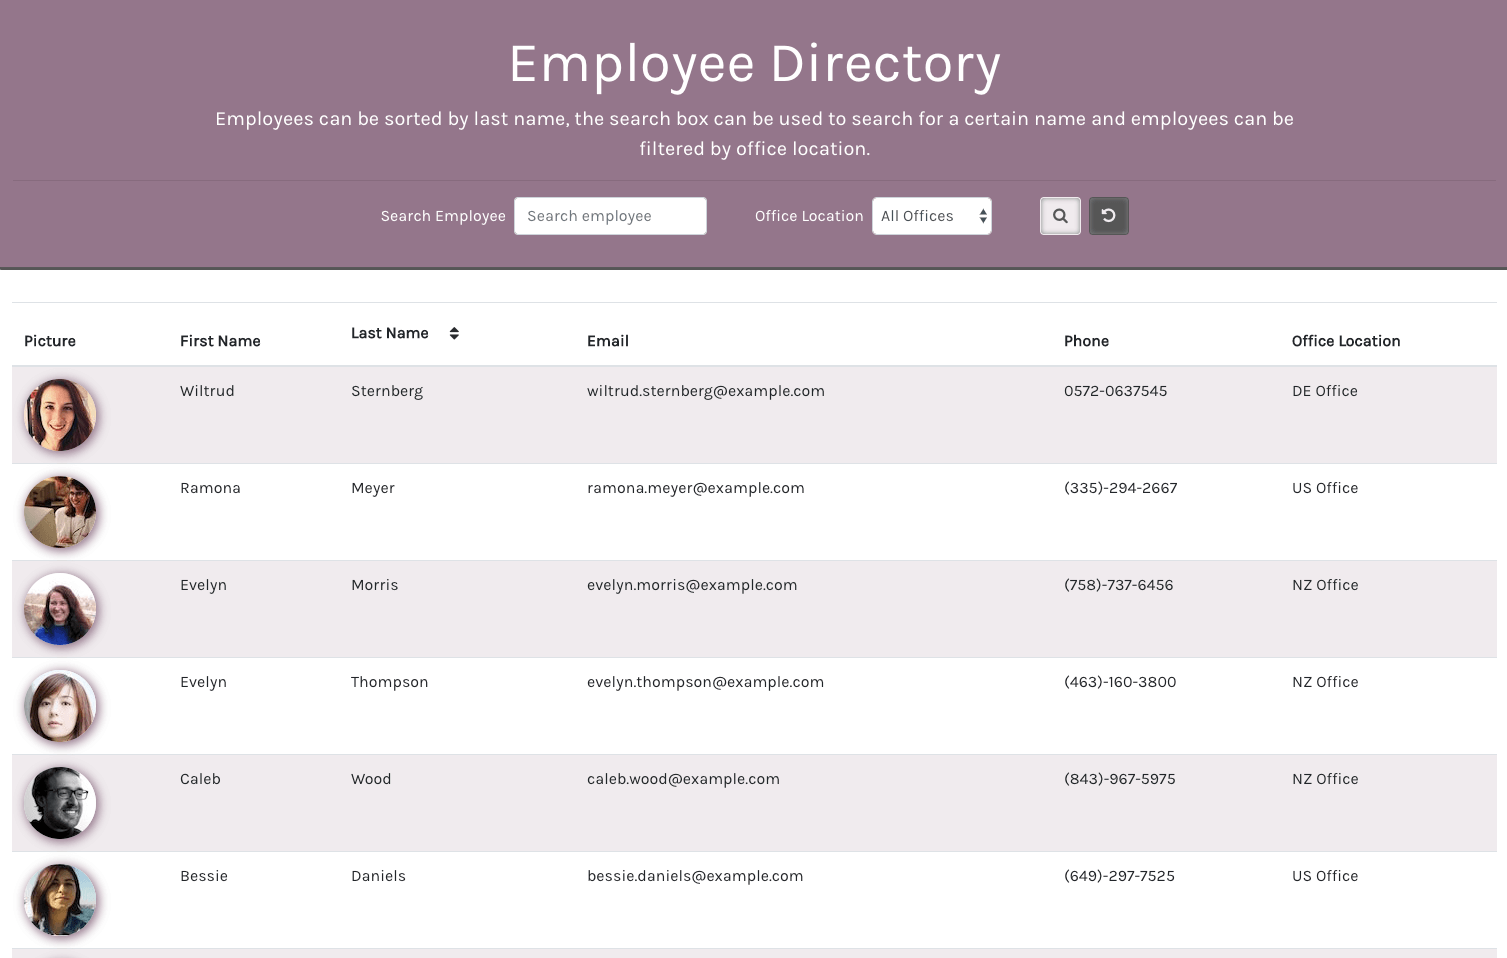 Employee Directory
Employees can be sorted by last name, the search box can be used to search for a certain name and employees can be
filtered by office location.
Search Employee Search employee Office Location All Offices
Picture First Name Last Name Email Phone Office Location
Wiltrud Sternberg wiltrud.sternberg@example.com 0572-0637545 DE Office
Ramona Meyer ramona.meyer@example.com (335)-294-2667 US Office
Evelyn Morris evelyn.morris@example.com (758)-737-6456 NZ Office
Evelyn Thompson evelyn.thompson@example.com (463)-160-3800 NZ Office
Caleb Wood caleb.wood@example.com (843)-967-5975 NZ Office
Bessie Daniels bessie.daniels@example.com (649)-297-7525 US Office